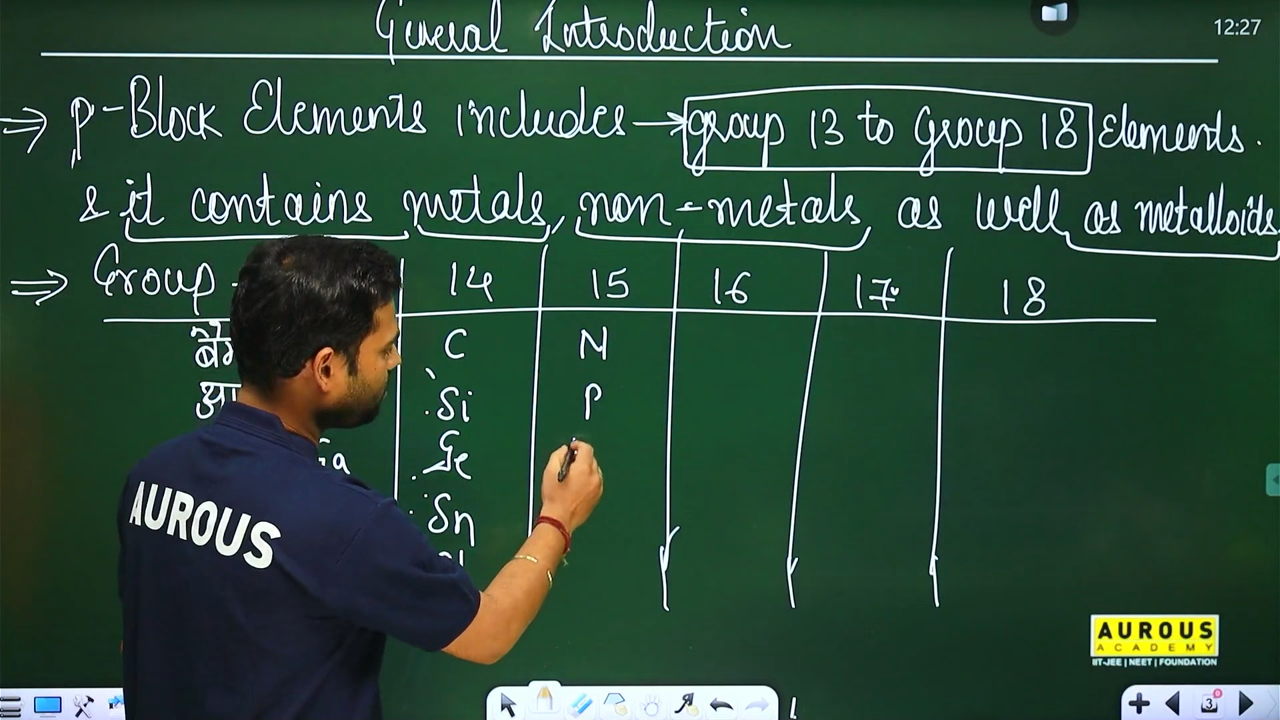 General Introduction
12:27
⇒ p-Block Elements includes → group 13 to Group 18 Elements.
& it contains metals, non-metals, as well as metalloids
⇒ Group - 14 15 16 17 18
C N
Si P
Ga Ge
Sn
AUROUS
AUROUS
ACADEMY
IIT-JEE | NEET | FOUNDATION
3